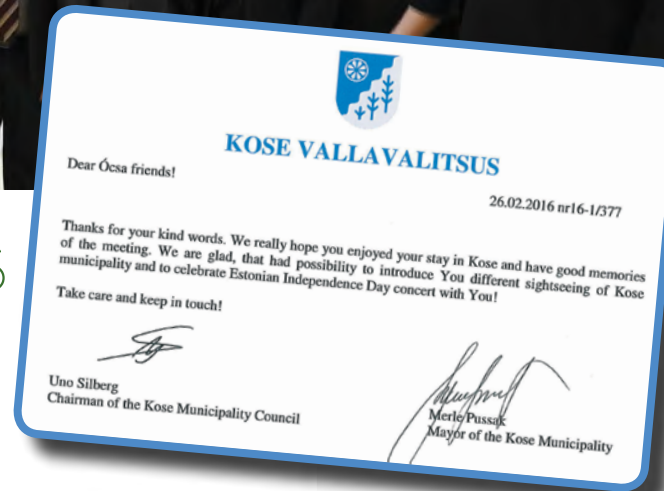 KOSE VALLAVALITSUS
Dear Ócsa friends!
26.02.2016 nr16-1/377
Thanks for your kind words. We really hope you enjoyed your stay in Kose and have good memories
of the meeting. We are glad, that had possibility to introduce You different sightseeing of Kose
municipality and to celebrate Estonian Independence Day concert with You!
Take care and keep in touch!
Uno Silberg
Chairman of the Kose Municipality Council
Merle Pussak
Mayor of the Kose Municipality